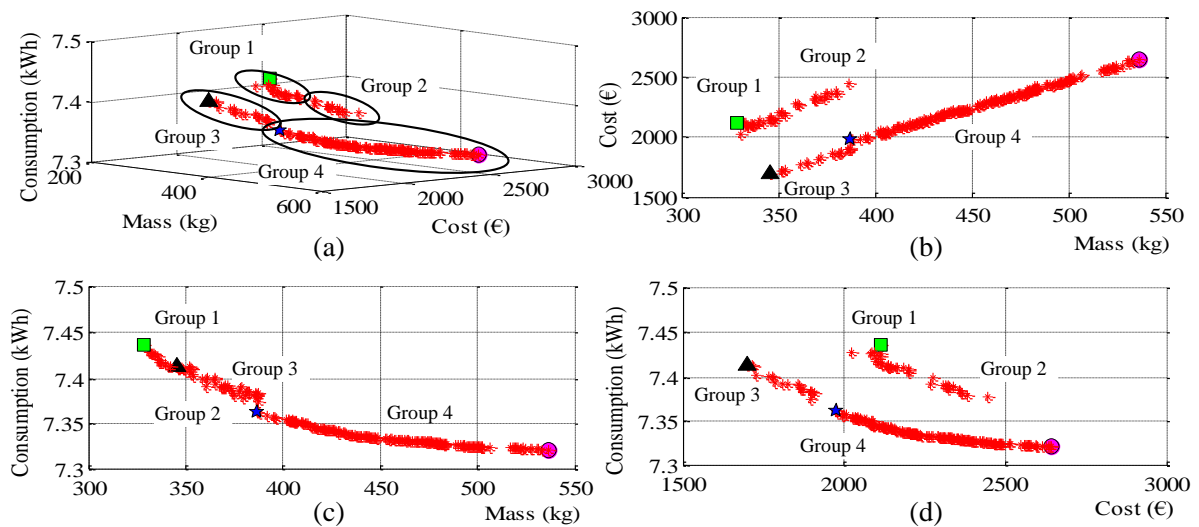 7.5
7.4
7.3
200
400
600
1500
2000
2500
3000
Consumption (kWh)
Mass (kg)
Cost (€)
Group 1
Group 2
Group 3
Group 4
(a)
3000
2500
2000
1500
300
350
400
450
500
550
Cost (€)
Mass (kg)
Group 1
Group 2
Group 3
Group 4
(b)
7.5
7.45
7.4
7.35
7.3
300
350
400
450
500
550
Consumption (kWh)
Mass (kg)
Group 1
Group 3
Group 2
Group 4
(c)
7.5
7.45
7.4
7.35
7.3
1500
2000
2500
3000
Consumption (kWh)
Cost (€)
Group 1
Group 2
Group 3
Group 4
(d)